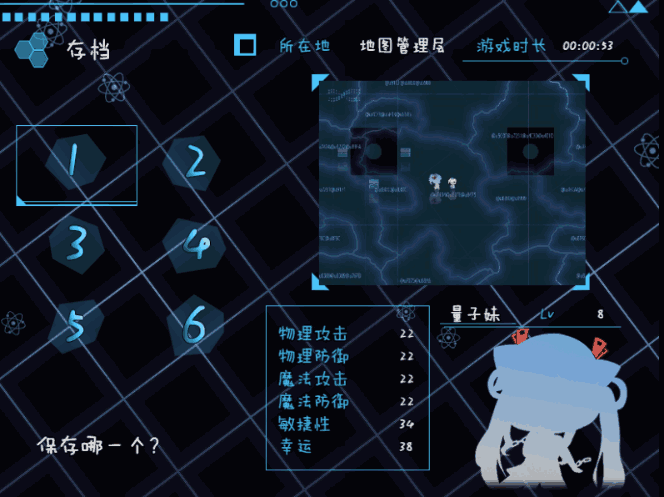 存档
所在地 地图管理层 游戏时长 00:00:53
1
2
3
4
5
6
量子妹 Lv 8
物理攻击 22
物理防御 22
魔法攻击 22
魔法防御 22
敏捷性 34
幸运 38
保存哪一个？